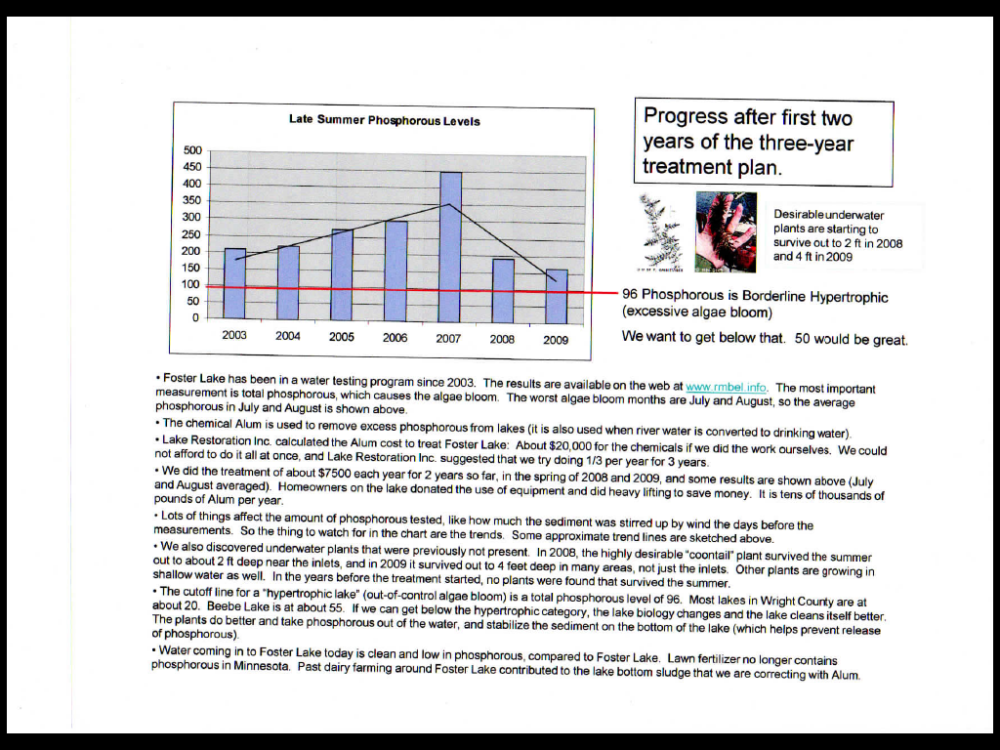 Late Summer Phosphorous Levels
500
450
400
350
300
250
200
150
100
50
0
2003 2004 2005 2006 2007 2008 2009
Progress after first two
years of the three-year
treatment plan.
Desirable underwater
plants are starting to
survive out to 2 ft in 2008
and 4 ft in 2009
96 Phosphorous is Borderline Hypertrophic
(excessive algae bloom)
We want to get below that. 50 would be great.
• Foster Lake has been in a water testing program since 2003. The results are available on the web at www.rmbel.info. The most important
measurement is total phosphorous, which causes the algae bloom. The worst algae bloom months are July and August, so the average
phosphorous in July and August is shown above.
• The chemical Alum is used to remove excess phosphorous from lakes (it is also used when river water is converted to drinking water).
• Lake Restoration Inc. calculated the Alum cost to treat Foster Lake: About $20,000 for the chemicals if we did the work ourselves. We could
not afford to do it all at once, and Lake Restoration Inc. suggested that we try doing 1/3 per year for 3 years.
• We did the treatment of about $7500 each year for 2 years so far, in the spring of 2008 and 2009, and some results are shown above (July
and August averaged). Homeowners on the lake donated the use of equipment and did heavy lifting to save money. It is tens of thousands of
pounds of Alum per year.
• Lots of things affect the amount of phosphorous tested, like how much the sediment was stirred up by wind the days before the
measurements. So the thing to watch for in the chart are the trends. Some approximate trend lines are sketched above.
• We also discovered underwater plants that were previously not present. In 2008, the highly desirable "coontail" plant survived the summer
out to about 2 ft deep near the inlets, and in 2009 it survived out to 4 feet deep in many areas, not just the inlets. Other plants are growing in
shallow water as well. In the years before the treatment started, no plants were found that survived the summer.
• The cutoff line for a "hypertrophic lake" (out-of-control algae bloom) is a total phosphorous level of 96. Most lakes in Wright County are at
about 20. Beebe Lake is at about 55. If we can get below the hypertrophic category, the lake biology changes and the lake cleans itself better.
The plants do better and take phosphorous out of the water, and stabilize the sediment on the bottom of the lake (which helps prevent release
of phosphorous).
• Water coming in to Foster Lake today is clean and low in phosphorous, compared to Foster Lake. Lawn fertilizer no longer contains
phosphorous in Minnesota. Past dairy farming around Foster Lake contributed to the lake bottom sludge that we are correcting with Alum.